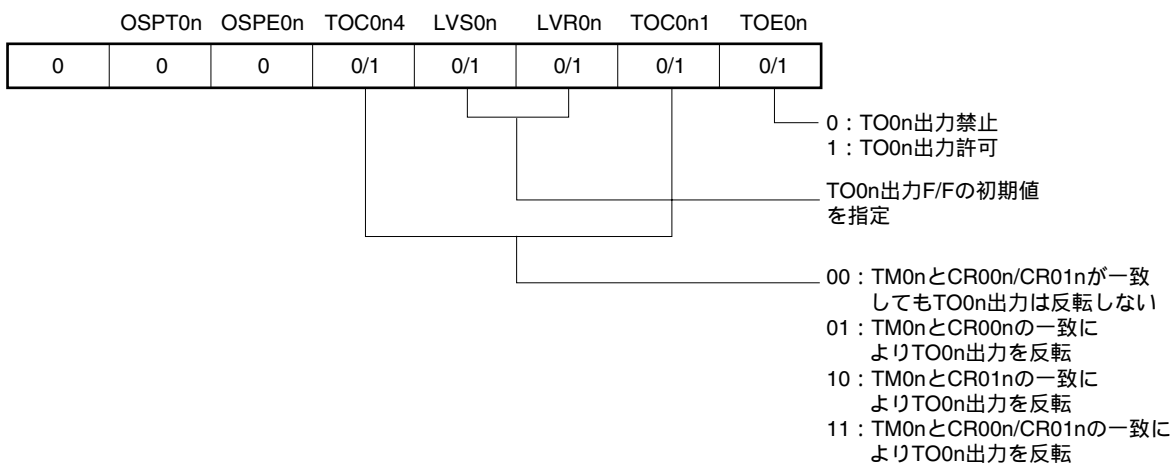 OSPT0n OSPE0n TOC0n4 LVS0n LVR0n TOC0n1 TOE0n
0 0 0 0/1 0/1 0/1 0/1 0/1
0：TO0n出力禁止
1：TO0n出力許可
TO0n出力F/Fの初期値
を指定
00：TM0nとCR00n/CR01nが一致
してもTO0n出力は反転しない
01：TM0nとCR00nの一致に
よりTO0n出力を反転
10：TM0nとCR01nの一致に
よりTO0n出力を反転
11：TM0nとCR00n/CR01nの一致に
よりTO0n出力を反転